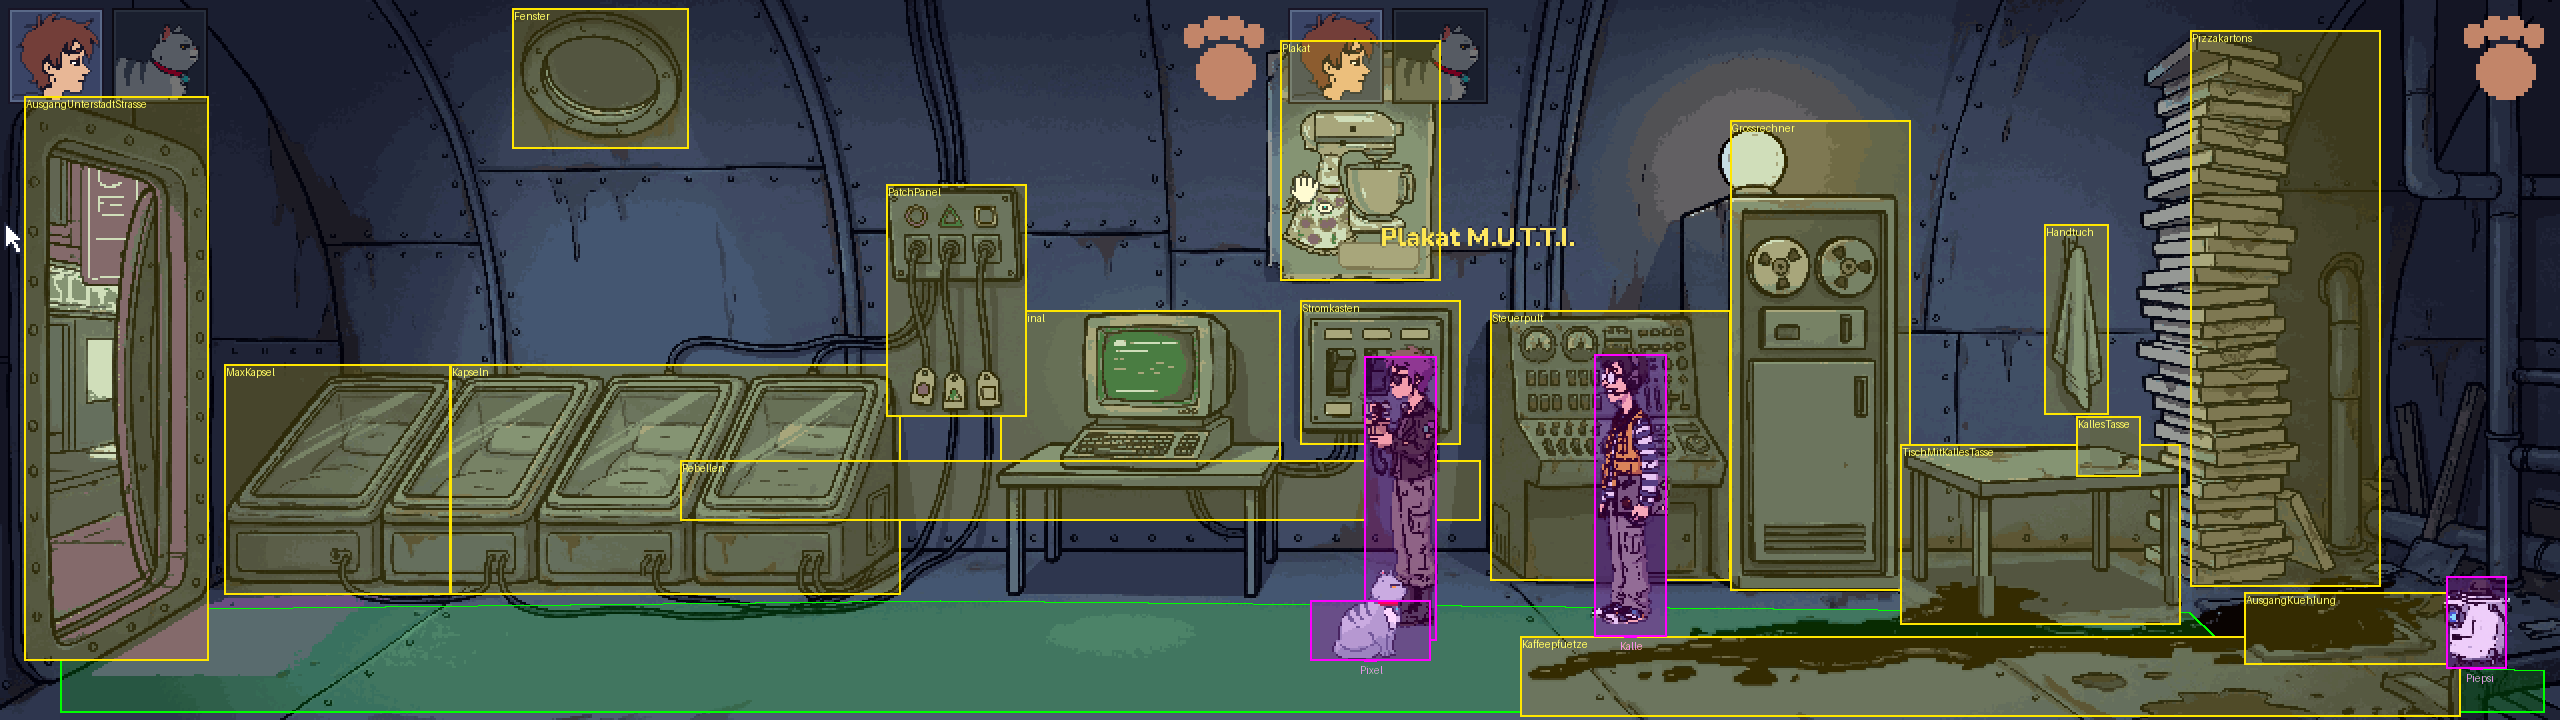 Fenster
Plakat
Pizzakartons
AusgangUnterstadtStrasse
Grossrechner
PatchPanel
Handtuch
Plakat M.U.T.T.I.
Stromkasten
inal
Steuerpult
MaxKapsel
Kapseln
KallesTasse
TischMitKallesTasse
Rebellen
AusgangKuehlung
Kaffeepfuetze
Kalle
Pixel
Piepsi